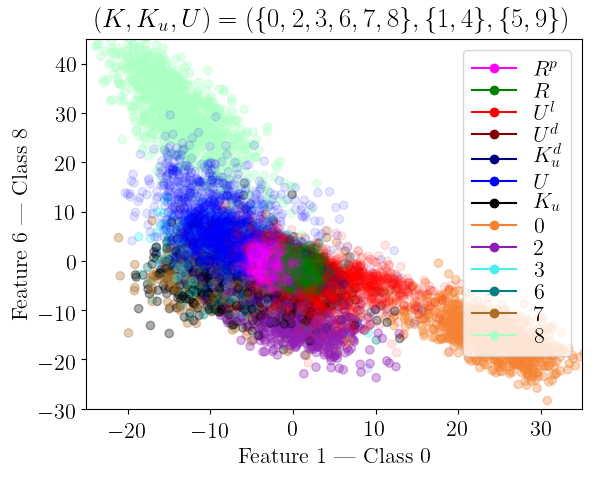 (K, K_u, U) = ({0, 2, 3, 6, 7, 8}, {1, 4}, {5, 9})
40
30
20
10
0
−10
−20
−30
Feature 6 — Class 8
−20
−10
0
10
20
30
Feature 1 — Class 0
R^p
R
U^l
U^d
K_u^d
U
K_u
0
2
3
6
7
8